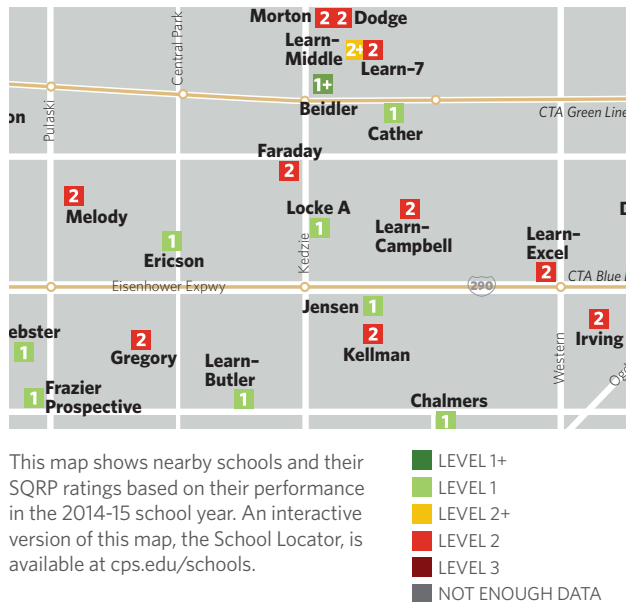 Morton 2 2 Dodge
Learn–
Middle
2+ 2
Learn–7
1+
Beidler
1
Cather
CTA Green Line
Central Park
Pulaski
on
Faraday
2
2
Melody
Locke A
1
2
Learn–
Campbell
1
Ericson
Kedzie
Learn–
Excel
2
CTA Blue
Eisenhower Expwy
290
Jensen 1
2
Kellman
2
Irving
Western
ebster
1
2
Gregory
Learn–
Butler
1
1 Frazier
Prospective
Chalmers
1
This map shows nearby schools and their
SQRP ratings based on their performance
in the 2014-15 school year. An interactive
version of this map, the School Locator, is
available at cps.edu/schools.
LEVEL 1+
LEVEL 1
LEVEL 2+
LEVEL 2
LEVEL 3
NOT ENOUGH DATA